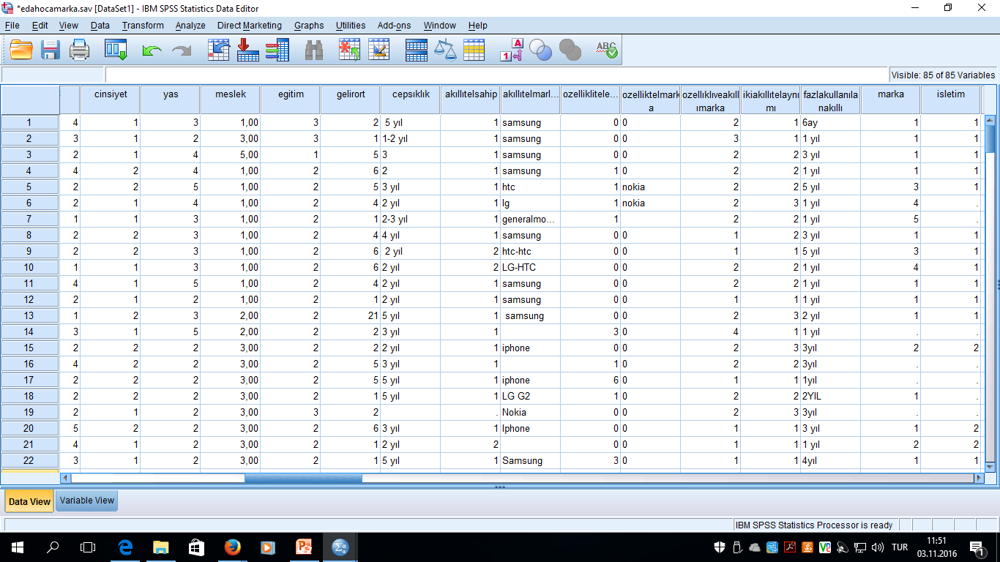 *edahocamarka.sav [DataSet1] - IBM SPSS Statistics Data Editor
File Edit View Data Transform Analyze Direct Marketing Graphs Utilities Add-ons Window Help
Visible: 85 of 85 Variables
cinsiyet yas meslek egitim gelirort cepsıklık akıllıtelsahip akıllıtelmarl... ozelliklitele... ozelliktelmarka ozellıklıveakıllımarka ikiakıllıtelaynımı fazlakullanılanakıllı marka isletim
1 4 1 3 1,00 3 2 5 yıl 1 samsung 0 0 2 1 6ay 1 1
2 3 1 2 3,00 3 1 1-2 yıl 1 samsung 0 0 3 1 1 yıl 1 1
3 2 1 4 5,00 1 5 3 1 samsung 0 0 2 2 3 yıl 1 1
4 4 2 4 1,00 2 6 2 1 samsung 1 0 2 2 1 yıl 1 1
5 2 2 5 1,00 2 5 3 yıl 1 htc 1 nokia 2 2 5 yıl 3 1
6 2 1 4 1,00 2 4 2 yıl 1 lg 1 nokia 2 3 1 yıl 4 .
7 1 1 3 1,00 2 1 2-3 yıl 1 generalmo... 1 2 2 1 yıl 5 .
8 2 2 3 1,00 2 4 4 yıl 1 samsung 0 0 1 2 3 yıl 1 1
9 2 2 3 1,00 2 6 2 yıl 2 htc-htc 0 0 1 1 5 yıl 3 1
10 1 1 3 1,00 2 6 2 yıl 2 LG-HTC 0 0 2 2 1 yıl 4 1
11 4 1 5 1,00 2 4 2 yıl 1 samsung 0 0 2 2 1 yıl 1 1
12 2 1 2 1,00 2 1 2 yıl 1 samsung 0 0 1 1 1 yıl 1 1
13 1 2 3 2,00 2 21 5 yıl 1 samsung 0 0 2 3 2 yıl 1 1
14 3 1 5 2,00 2 2 3 yıl 1 3 0 4 1 1 yıl . .
15 2 2 2 3,00 2 2 2 yıl 1 iphone 0 0 2 3 3yıl 2 2
16 4 2 2 3,00 2 5 3 yıl 1 1 0 2 2 3yıl . .
17 2 2 2 3,00 2 5 5 yıl 1 iphone 6 0 1 1 1yıl . .
18 2 2 2 3,00 2 1 5 yıl 1 LG G2 1 0 2 2 2YIL 1 .
19 2 1 2 3,00 3 2 . Nokia 0 0 2 3 3yıl . .
20 5 2 2 3,00 2 6 3 yıl 1 Iphone 0 0 1 1 3 yıl 1 2
21 4 1 2 3,00 2 1 2 yıl 2 0 0 1 1 1 yıl 2 2
22 3 1 2 3,00 2 1 5 yıl 1 Samsung 3 0 1 1 4yıl 1 1
Data View Variable View
IBM SPSS Statistics Processor is ready
TUR 11:51
03.11.2016